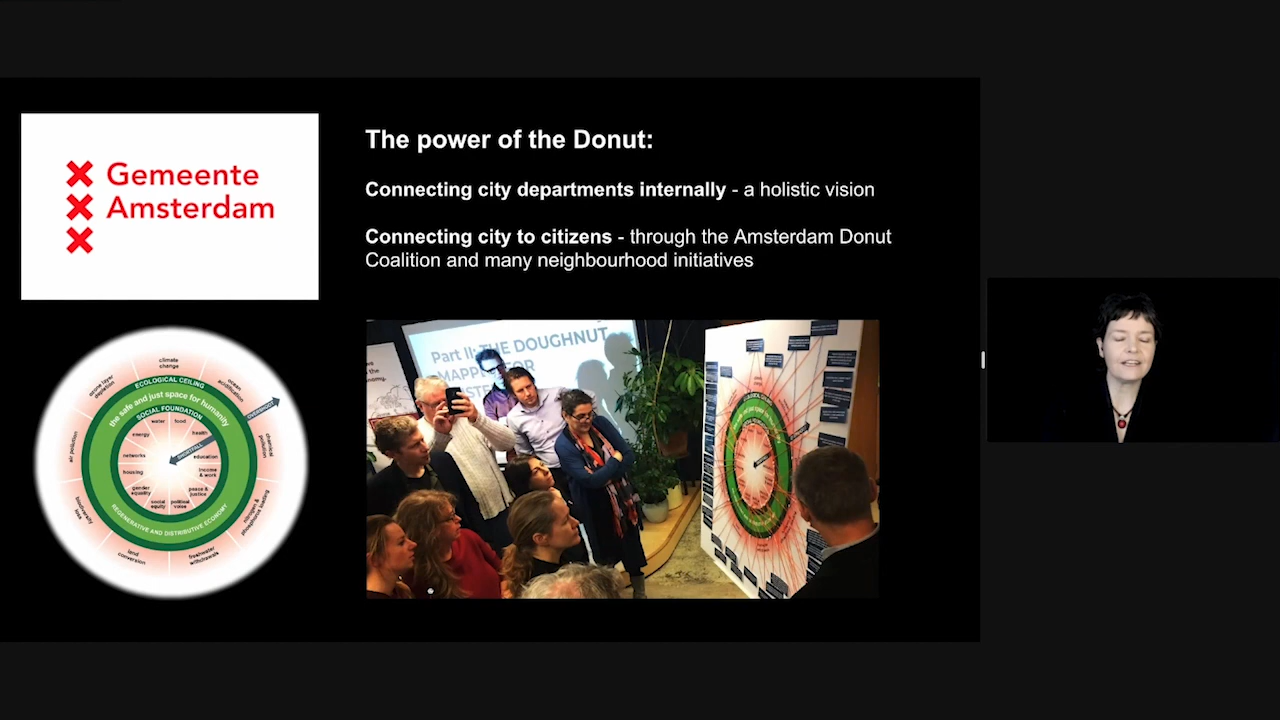 Gemeente
Amsterdam
The power of the Donut:
Connecting city departments internally - a holistic vision
Connecting city to citizens - through the Amsterdam Donut
Coalition and many neighbourhood initiatives
climate
change
ocean
acidification
chemical
pollution
nitrogen &
phosphorus loading
freshwater
withdrawals
land
conversion
biodiversity
loss
air pollution
ozone layer
depletion
ECOLOGICAL CEILING
the safe and just space for humanity
SOCIAL FOUNDATION
OVERSHOOT
SHORTFALL
water
food
health
education
income
& work
peace &
justice
political
voice
social
equity
gender
equality
housing
networks
energy
REGENERATIVE AND DISTRIBUTIVE ECONOMY
Part II: THE DOUGHNUT